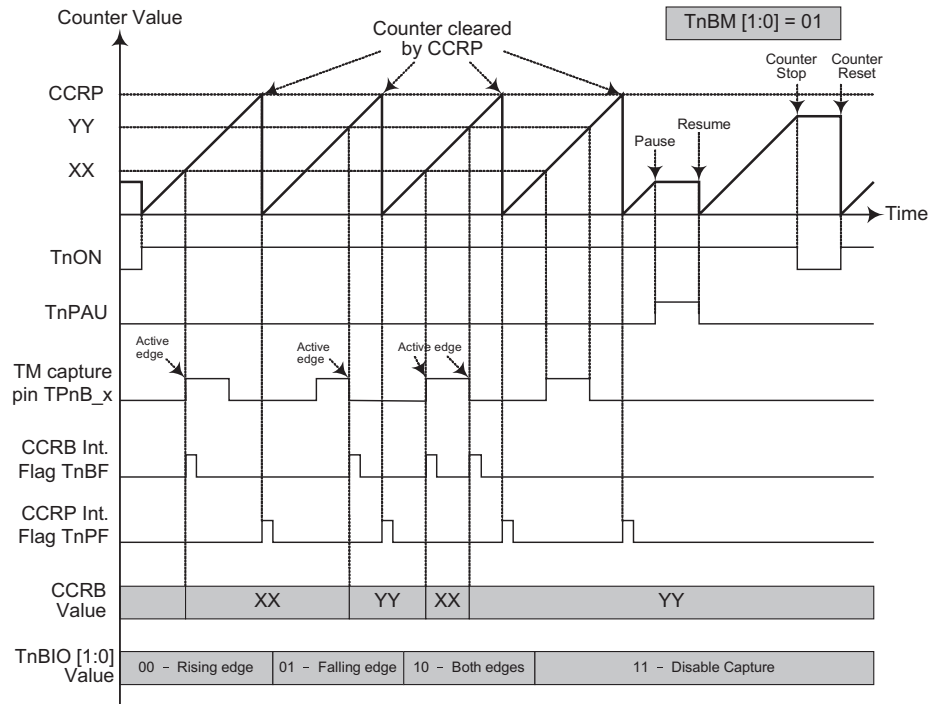 Counter Value
TnBM [1:0] = 01
Counter cleared
by CCRP
Counter
Stop
Counter
Reset
CCRP
YY
XX
Pause
Resume
Time
TnON
TnPAU
Active
edge
Active
edge
Active edge
TM capture
pin TPnB_x
CCRB Int.
Flag TnBF
CCRP Int.
Flag TnPF
CCRB
Value
XX
YY
XX
YY
TnBIO [1:0]
Value
00 – Rising edge
01 – Falling edge
10 – Both edges
11 – Disable Capture